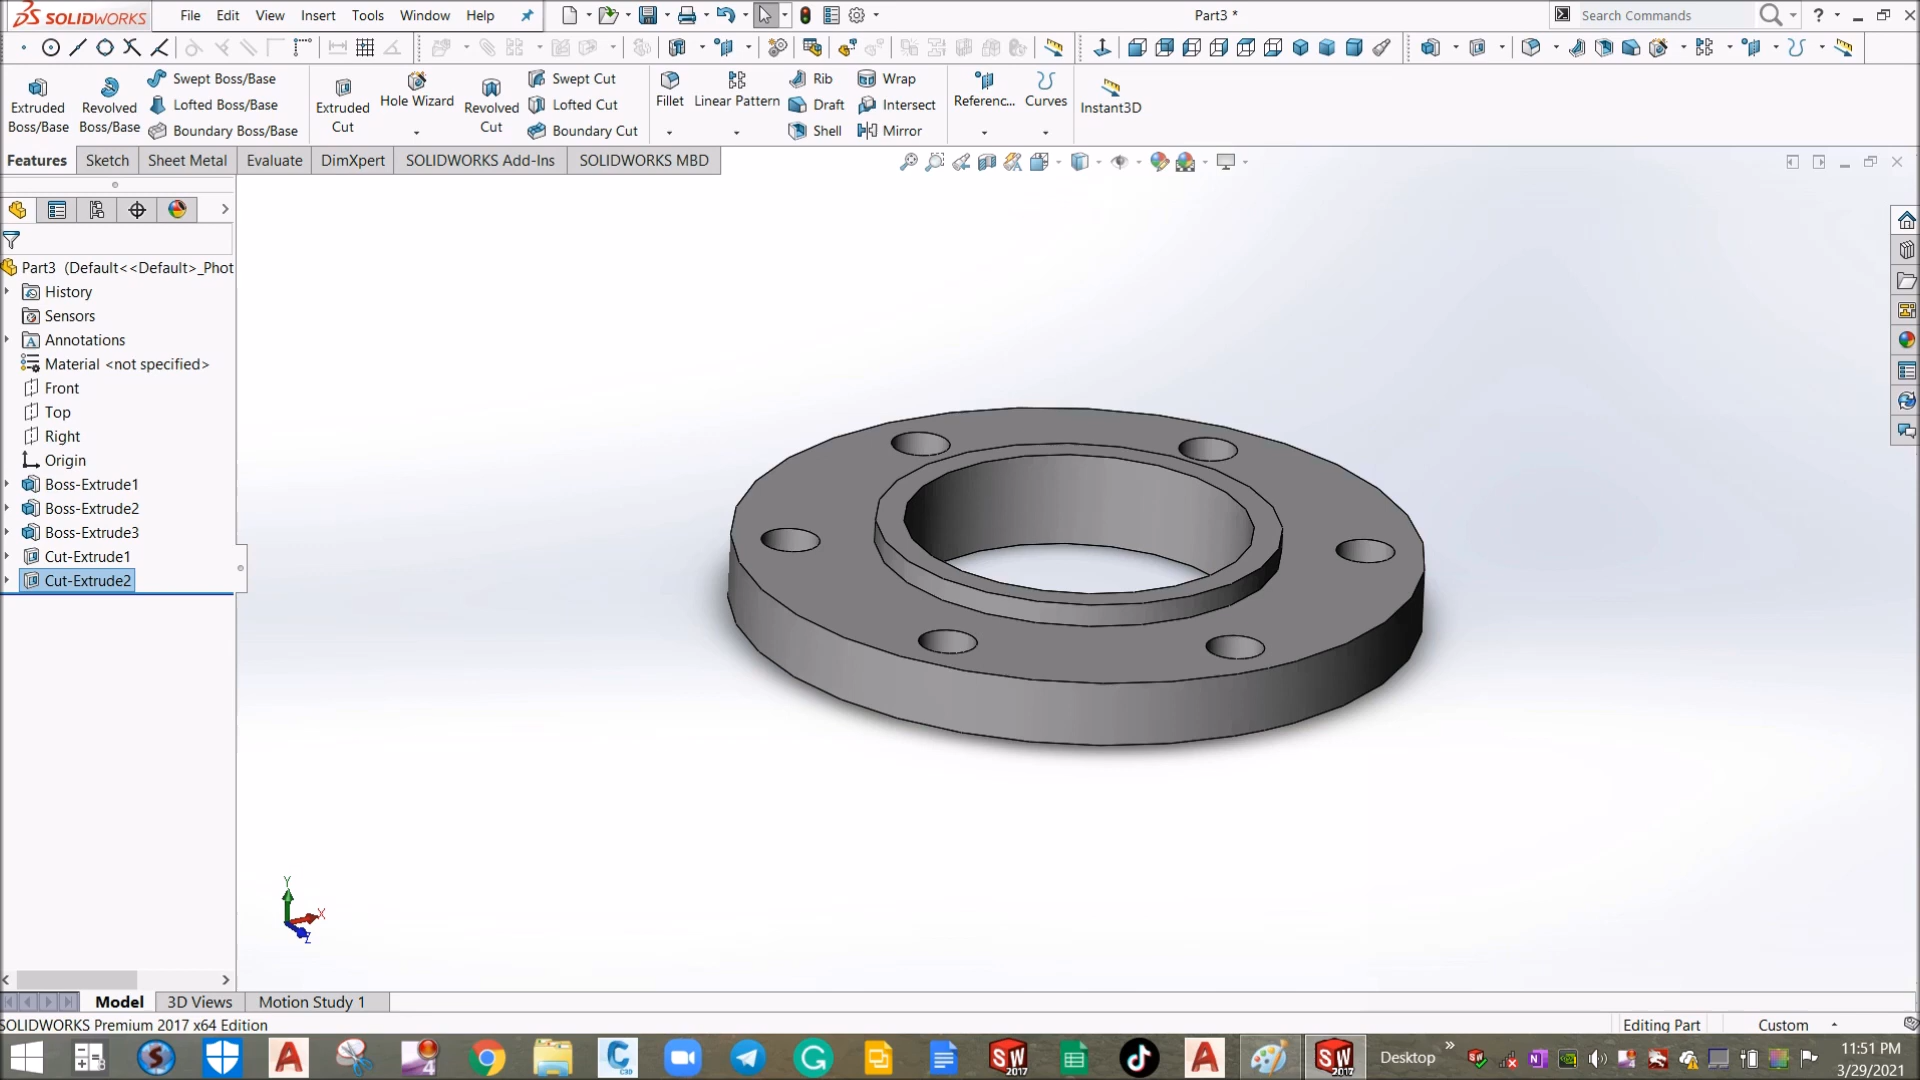 SOLIDWORKS File Edit View Insert Tools Window Help Part3 * Search Commands ?
Extruded Boss/Base
Revolved Boss/Base
Swept Boss/Base
Lofted Boss/Base
Boundary Boss/Base
Extruded Cut
Hole Wizard
Revolved Cut
Swept Cut
Lofted Cut
Boundary Cut
Fillet
Linear Pattern
Rib
Draft
Shell
Wrap
Intersect
Mirror
Referenc...
Curves
Instant3D
Features Sketch Sheet Metal Evaluate DimXpert SOLIDWORKS Add-Ins SOLIDWORKS MBD
Part3 (Default<<Default>_Phot
History
Sensors
Annotations
Material <not specified>
Front
Top
Right
Origin
Boss-Extrude1
Boss-Extrude2
Boss-Extrude3
Cut-Extrude1
Cut-Extrude2
Y
X
Z
Model 3D Views Motion Study 1
SOLIDWORKS Premium 2017 x64 Edition Editing Part Custom
Desktop
11:51 PM
3/29/2021